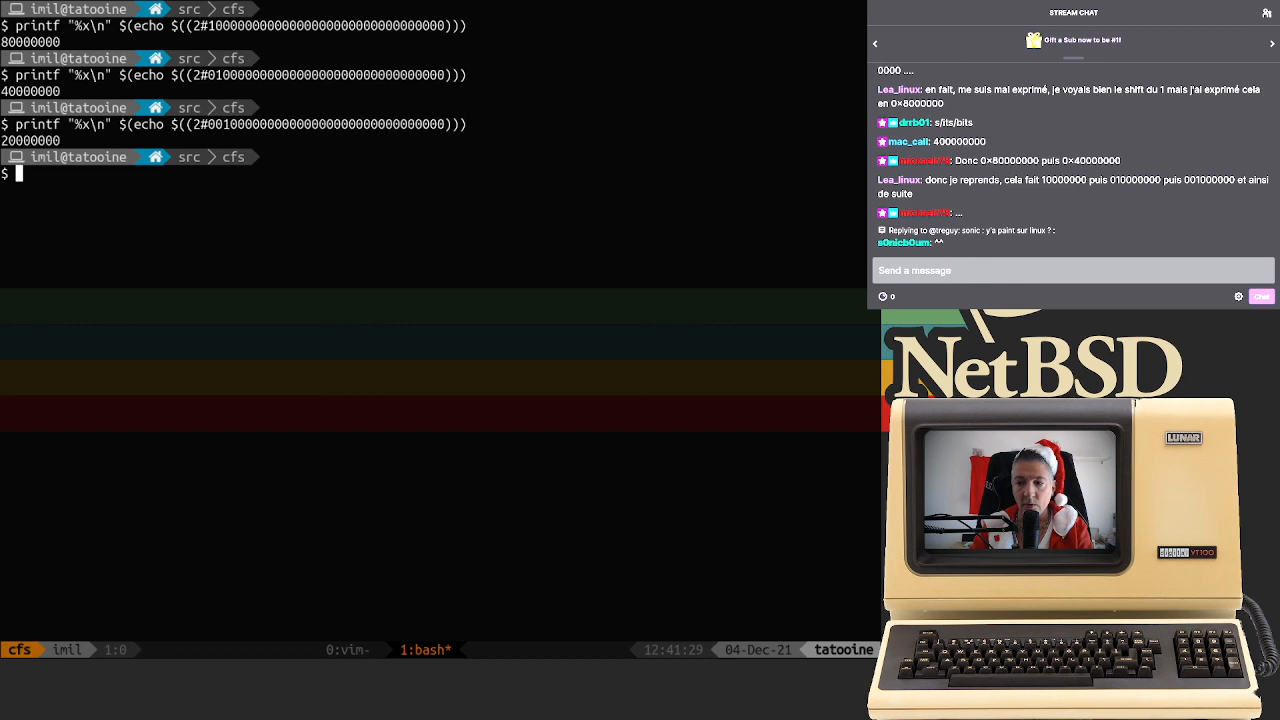 imil@tatooine src cfs
$ printf "%x\n" $(echo $((2#10000000000000000000000000000000)))
80000000
imil@tatooine src cfs
$ printf "%x\n" $(echo $((2#01000000000000000000000000000000)))
40000000
imil@tatooine src cfs
$ printf "%x\n" $(echo $((2#00100000000000000000000000000000)))
20000000
imil@tatooine src cfs
$
cfs imil 1:0 0:vim- 1:bash* 12:41:29 04-Dec-21 tatooine
STREAM CHAT
Gift a Sub now to be #1!
0000 ....
Lea_linux: en fait, me suis mal exprimé, je voyais bien le shift du 1 mais j'ai exprimé cela
en 0x8000000
drrb01: s/its/bits
mac_call: 400000000
Donc 0x80000000 puis 0x40000000
Lea_linux: donc je reprends, cela fait 10000000 puis 010000000 puis 001000000 et ainsi
de suite
: ...
Replying to @treguy: sonic : y'a paint sur linux ? :
s0nicb0um: ^^
Send a message
0
Chat
NetBSD
LUNAR
digital YT100